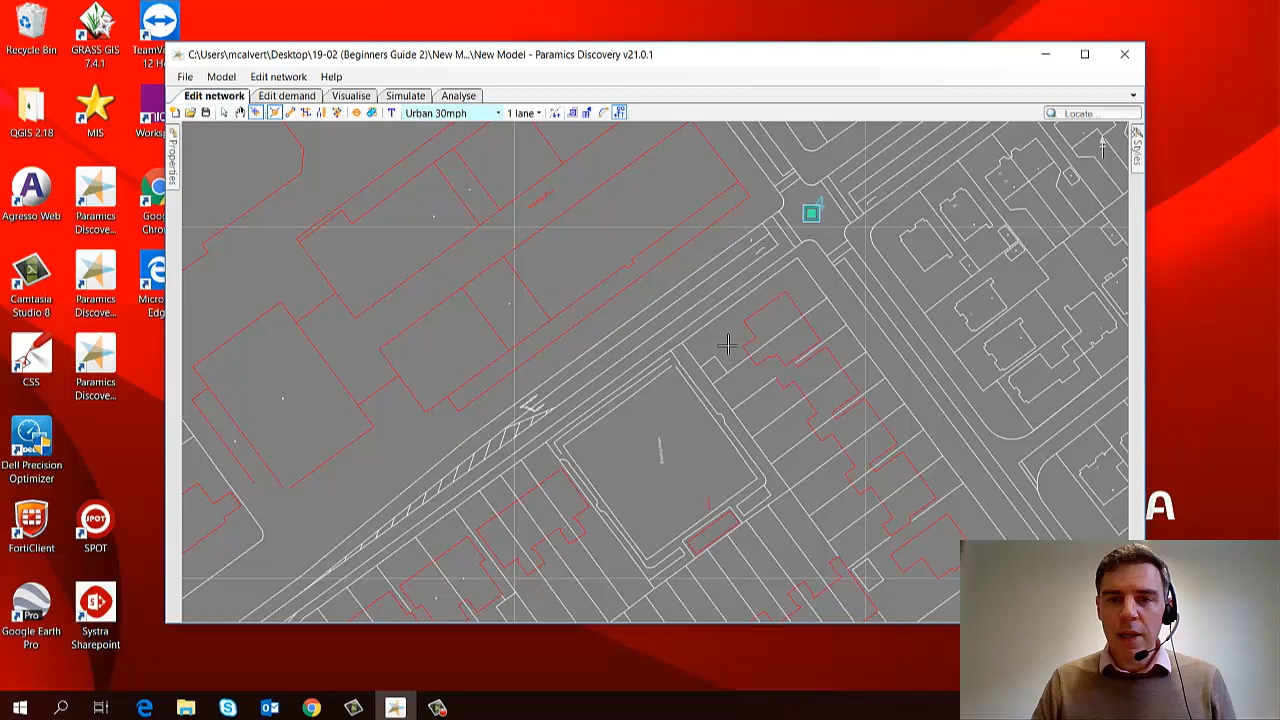 Recycle Bin
GRASS GIS
7.4.1
TeamV
12 H
C:\Users\mcalvert\Desktop\19-02 (Beginners Guide 2)\New M...\New Model - Paramics Discovery v21.0.1
File Model Edit network Help
Edit network Edit demand Visualise Simulate Analyse
Urban 30mph 1 lane Locate...
Properties
Styles
QGIS 2.18
MIS
Works
4
Agresso Web
Paramics
Discove...
Goo
Chro
Camtasia
Studio 8
Paramics
Discove...
Micro
Edg
CSS
Paramics
Discove...
Dell Precision
Optimizer
A
FortiClient
SPOT
SPOT
Google Earth
Pro
Pro
Systra
Sharepoint